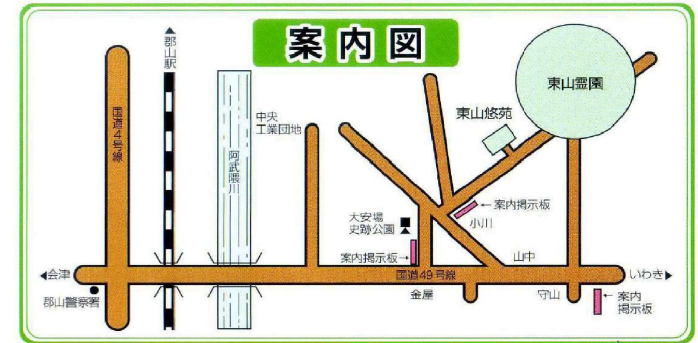 案内図
▲郡山駅
国道4号線
阿武隈川
中央
工業団地
東山霊園
東山悠苑
←案内掲示板
小川
大安場
史跡公園
案内掲示板→
山中
◀会津
国道49号線
いわき▶
郡山警察署
金屋
守山
→案内
掲示板